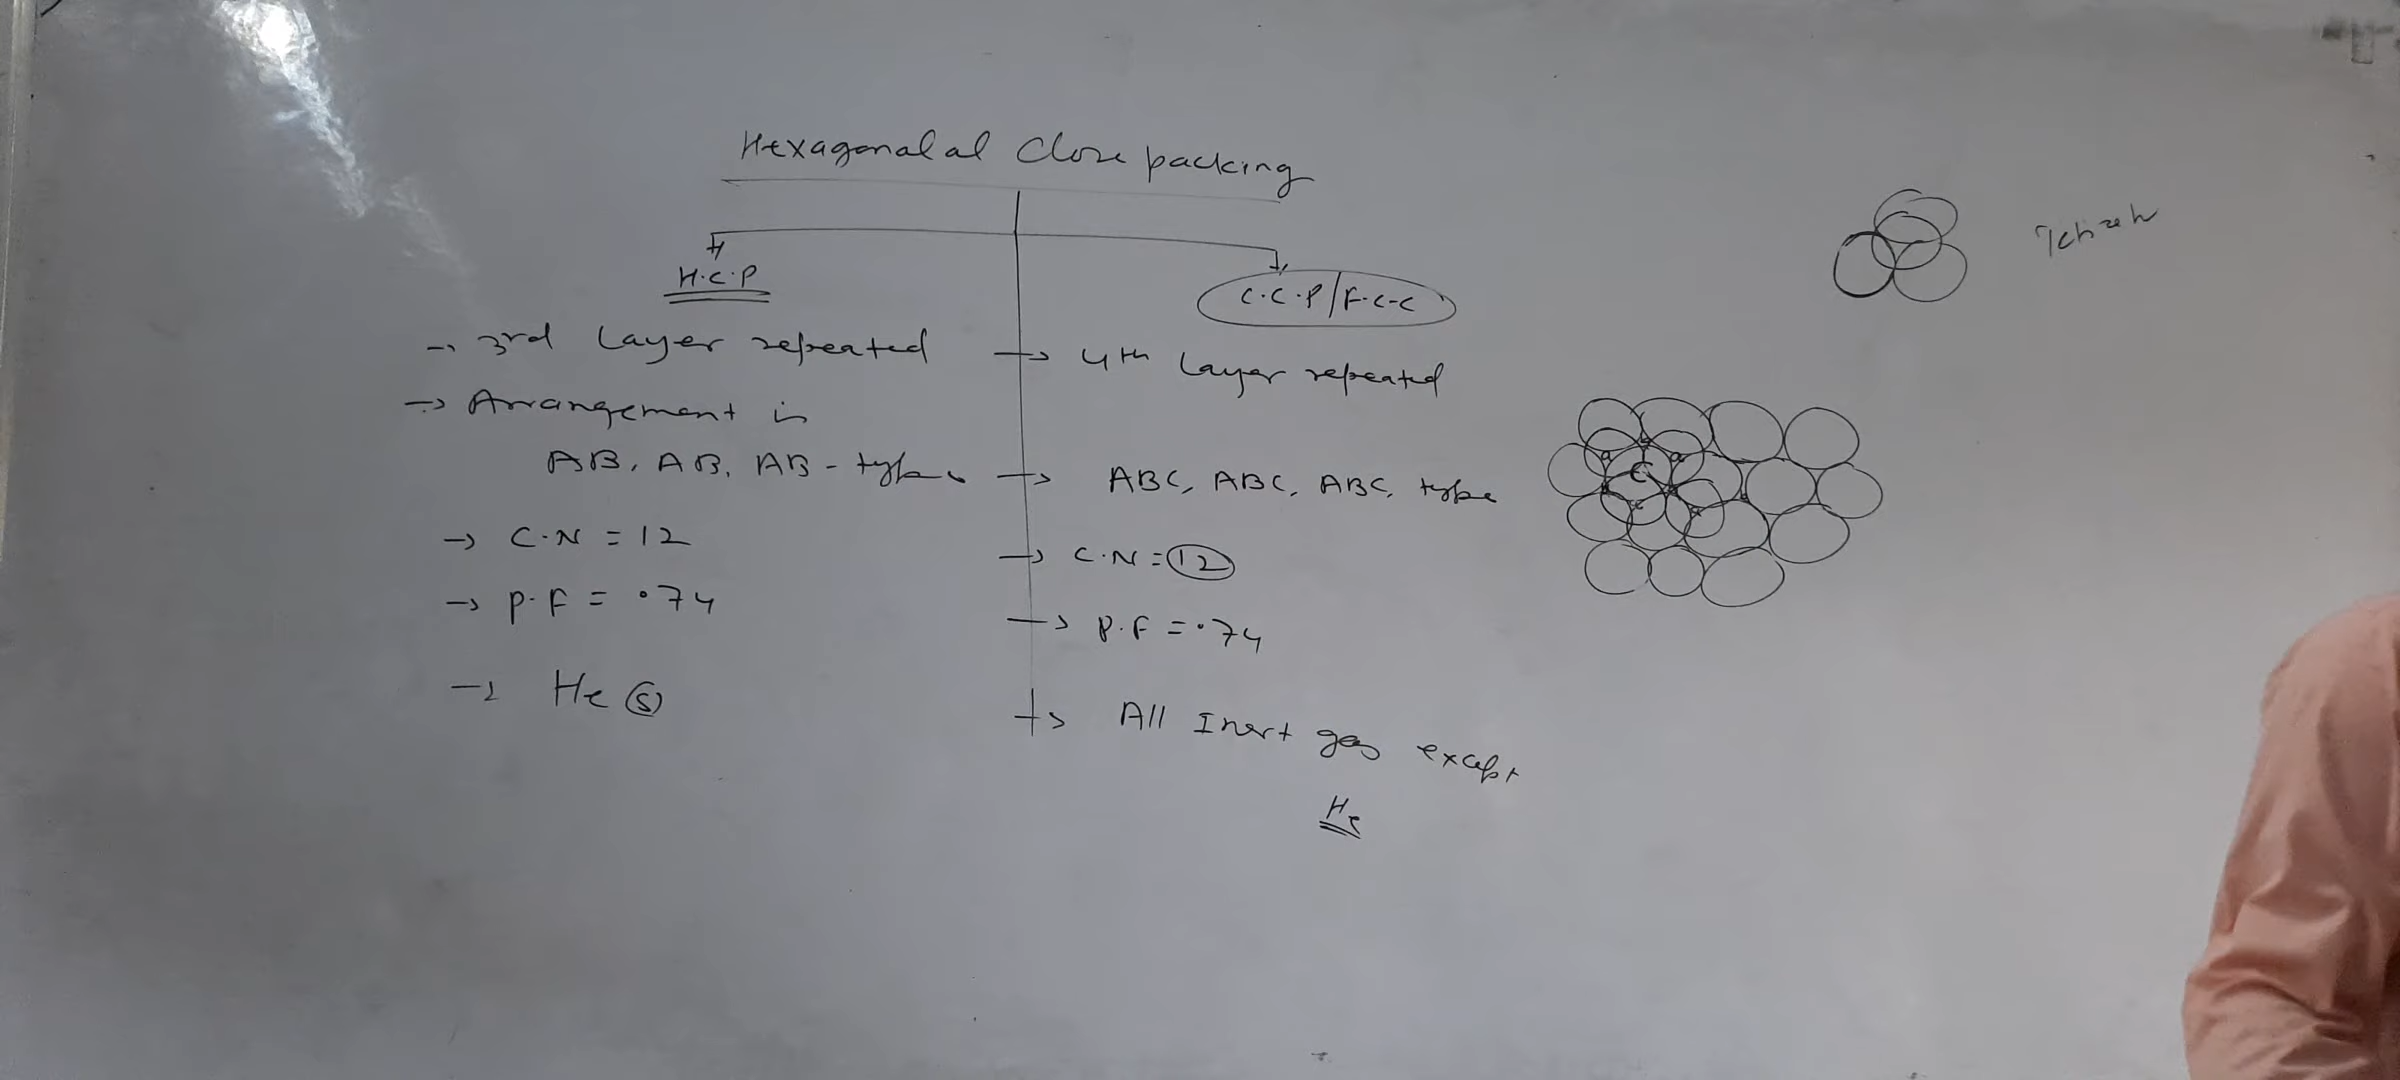 Hexagonalal Close packing
H.C.P
→ 3rd Layer repeated
→ Arrangement in
AB, AB, AB - type
→ C.N = 12
→ P.F = .74
→ He (s)
C.C.P/F.C.C
→ 4th Layer repeated
→ ABC, ABC, ABC, type
→ C.N = 12
→ P.F = .74
→ All Inert gas except
He
C